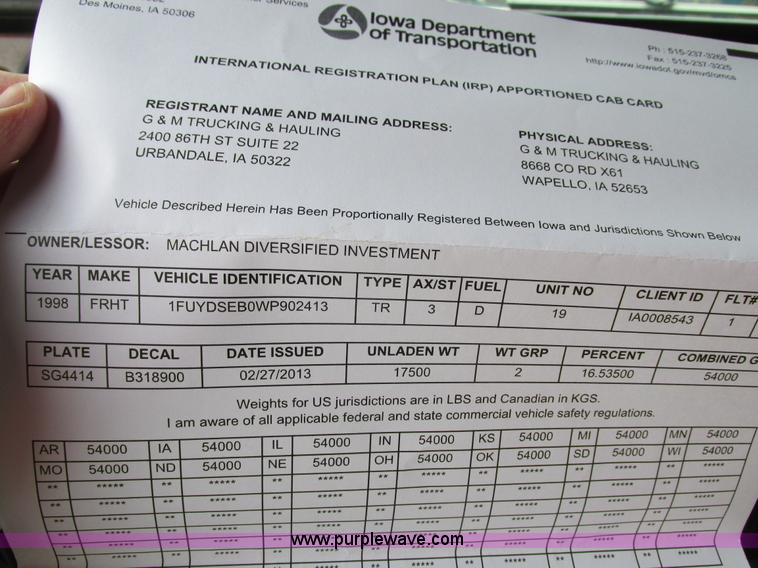 Des Moines, IA 50306
Services
Iowa Department
of Transportation
Ph : 515-237-3268
Fax : 515-237-3225
http://www.iowadot.gov/mvd/omcs
INTERNATIONAL REGISTRATION PLAN (IRP) APPORTIONED CAB CARD
REGISTRANT NAME AND MAILING ADDRESS:
G & M TRUCKING & HAULING
2400 86TH ST SUITE 22
URBANDALE, IA 50322
PHYSICAL ADDRESS:
G & M TRUCKING & HAULING
8668 CO RD X61
WAPELLO, IA 52653
Vehicle Described Herein Has Been Proportionally Registered Between Iowa and Jurisdictions Shown Below
OWNER/LESSOR: MACHLAN DIVERSIFIED INVESTMENT
YEAR MAKE VEHICLE IDENTIFICATION TYPE AX/ST FUEL UNIT NO CLIENT ID FLT#
1998 FRHT 1FUYDSEB0WP902413 TR 3 D 19 IA0008543 1
PLATE DECAL DATE ISSUED UNLADEN WT WT GRP PERCENT COMBINED G
SG4414 B318900 02/27/2013 17500 2 16.53500 54000
Weights for US jurisdictions are in LBS and Canadian in KGS.
I am aware of all applicable federal and state commercial vehicle safety regulations.
AR 54000 IA 54000 IL 54000 IN 54000 KS 54000 MI 54000 MN 54000
MO 54000 ND 54000 NE 54000 OH 54000 OK 54000 SD 54000 WI 54000
** ***** ** ***** ** ***** ** ***** ** ***** ** ***** ** *****
** ***** ** ***** ** ***** ** ***** ** ***** ** ***** ** *****
** ***** ** ***** ** ***** ** ***** ** ***** ** ***** ** *****
** ***** ** ***** ** ***** ** ***** ** ***** ** ***** ** *****
** ***** ** ***** ** ***** ** ***** ** ***** ** ***** ** *****
www.purplewave.com